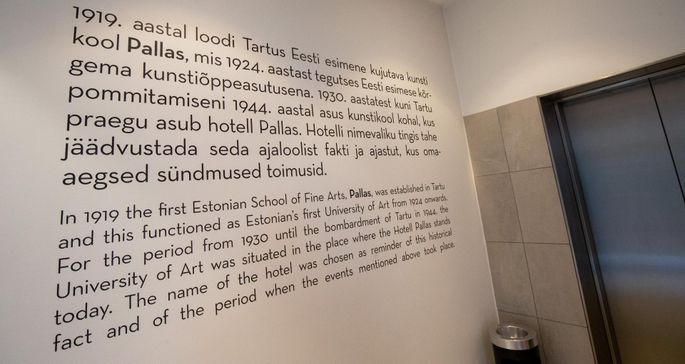 1919. aastal loodi Tartus Eesti esimene kujutava kunsti
kool Pallas, mis 1924. aastast tegutses Eesti esimese kõr-
gema kunstiõppeasutusena. 1930. aastatest kuni Tartu
pommitamiseni 1944. aastal asus kunstikool kohal, kus
praegu asub hotell Pallas. Hotelli nimevaliku tingis tahe
jäädvustada seda ajaloolist fakti ja ajastut, kus oma-
aegsed sündmused toimusid.
In 1919 the first Estonian School of Fine Arts, Pallas, was established in Tartu
and this functioned as Estonian's first University of Art from 1924 onwards.
For the period from 1930 until the bombardment of Tartu in 1944, the
University of Art was situated in the place where the Hotell Pallas stands
today. The name of the hotel was chosen as reminder of this historical
fact and of the period when the events mentioned above took place.